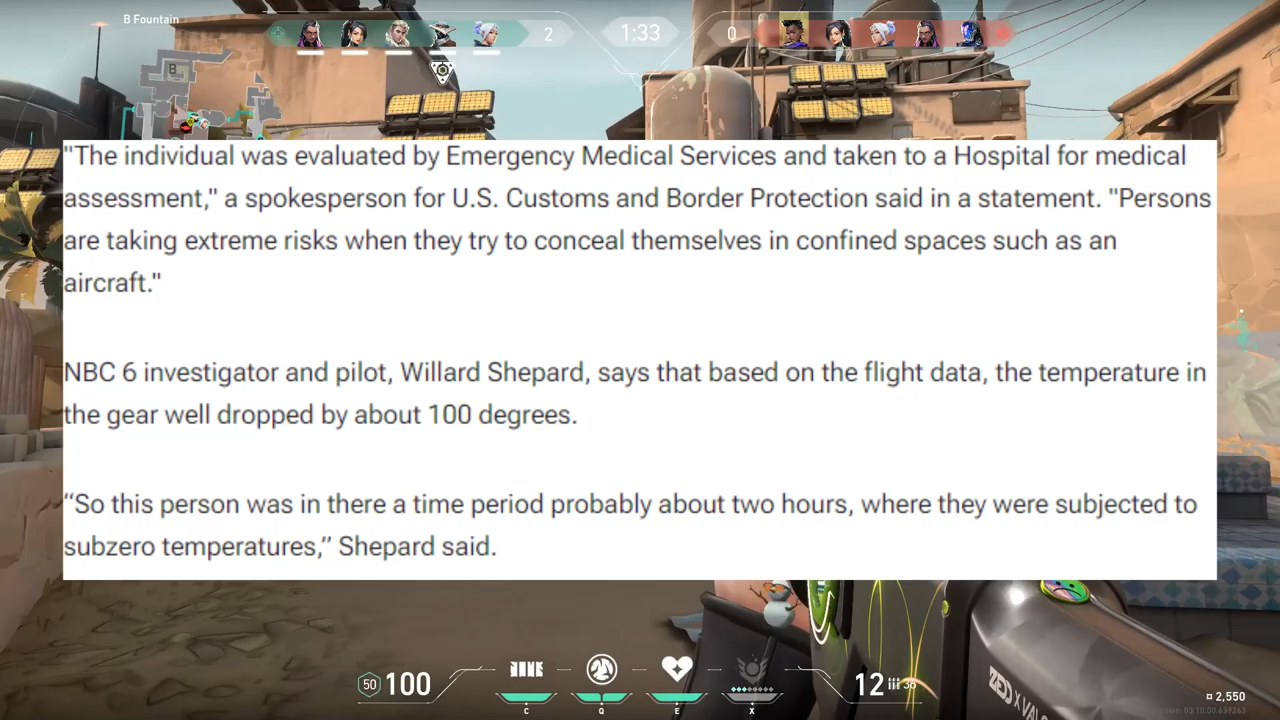 B Fountain
2
1:33
0
B
"The individual was evaluated by Emergency Medical Services and taken to a Hospital for medical
assessment," a spokesperson for U.S. Customs and Border Protection said in a statement. "Persons
are taking extreme risks when they try to conceal themselves in confined spaces such as an
aircraft."
NBC 6 investigator and pilot, Willard Shepard, says that based on the flight data, the temperature in
the gear well dropped by about 100 degrees.
“So this person was in there a time period probably about two hours, where they were subjected to
subzero temperatures,” Shepard said.
50 100
C
Q
E
X
12 36
ZEDD X VALO
¤ 2,550